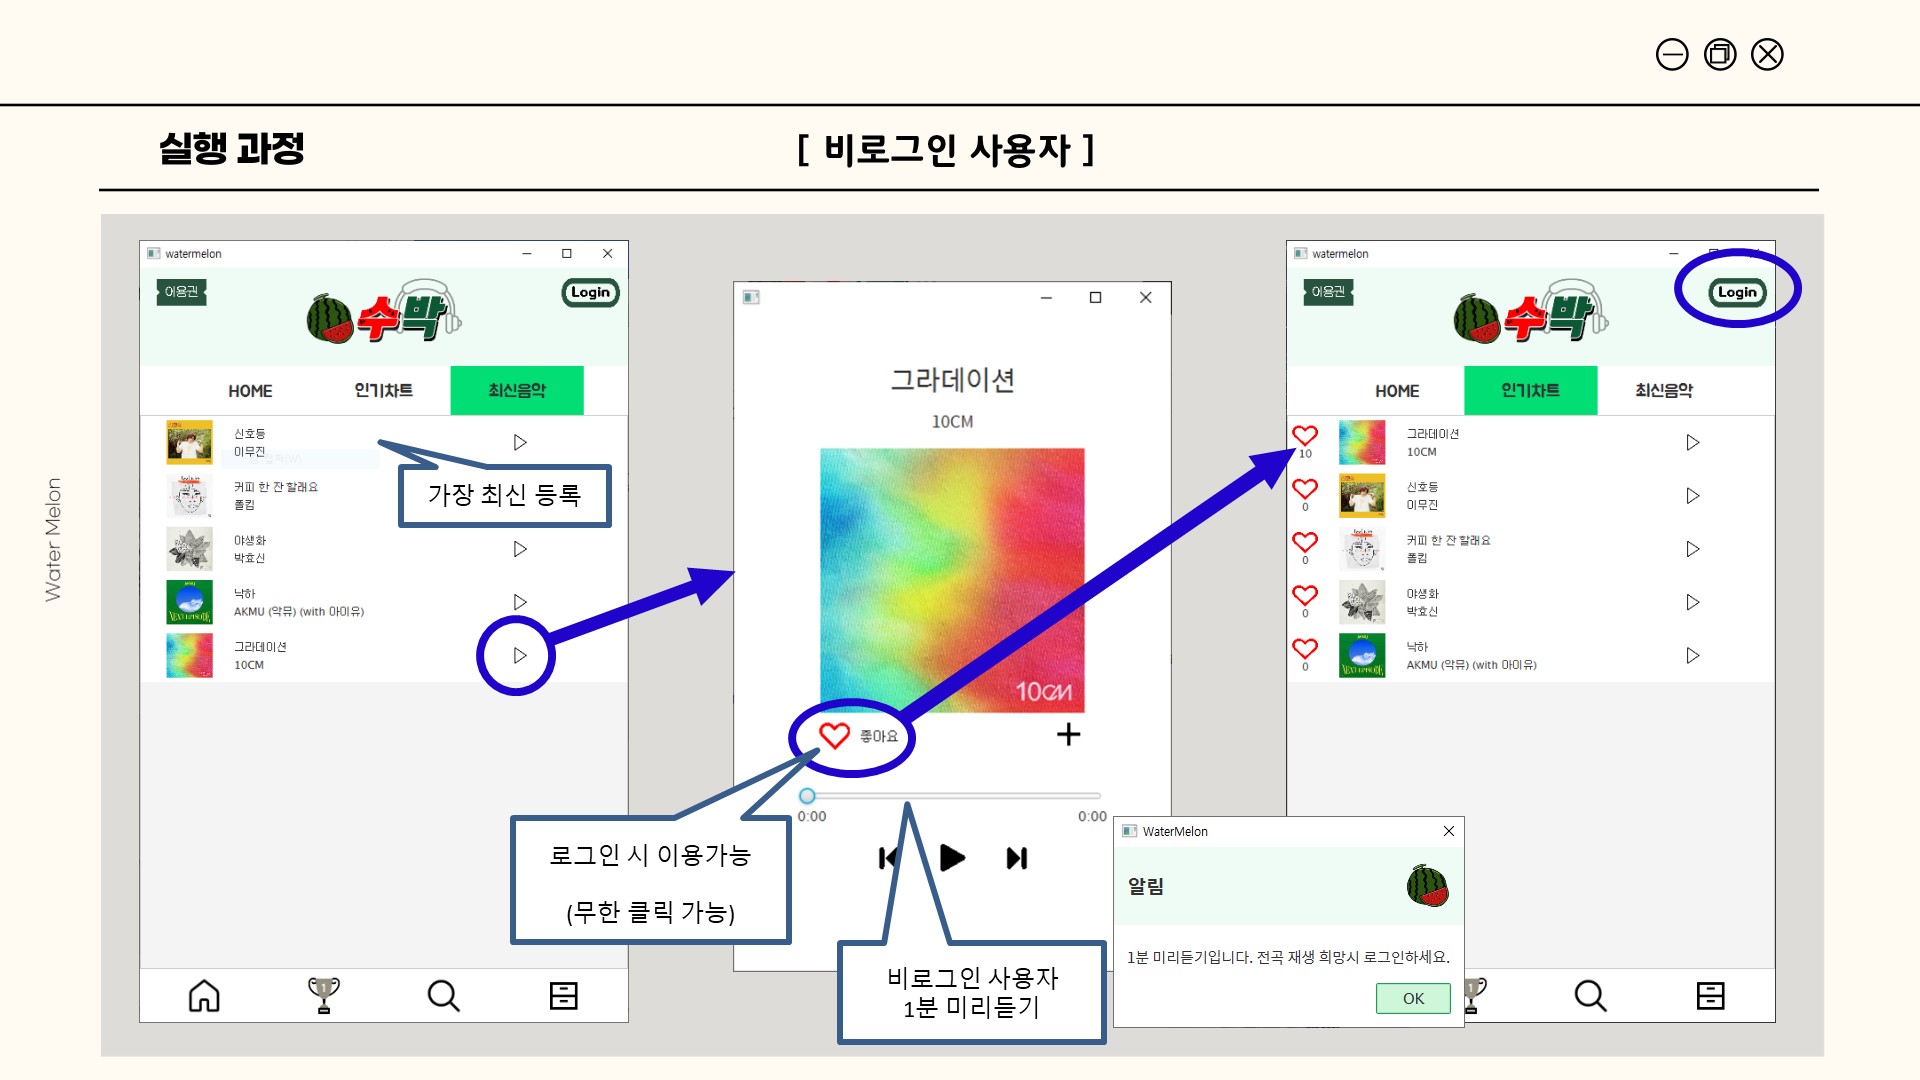 실행 과정
[ 비로그인 사용자 ]
Water Melon
watermelon
이용권
수박
Login
HOME
인기차트
최신음악
신호등
이무진
가장 최신 등록
커피 한 잔 할래요
폴킴
야생화
박효신
낙하
AKMU (악뮤) (with 아이유)
그라데이션
10CM
그라데이션
10CM
10CM
좋아요
0:00
0:00
로그인 시 이용가능
(무한 클릭 가능)
비로그인 사용자
1분 미리듣기
watermelon
이용권
수박
Login
HOME
인기차트
최신음악
10
그라데이션
10CM
0
신호등
이무진
0
커피 한 잔 할래요
폴킴
0
야생화
박효신
0
낙하
AKMU (악뮤) (with 아이유)
WaterMelon
알림
1분 미리듣기입니다. 전곡 재생 희망시 로그인하세요.
OK